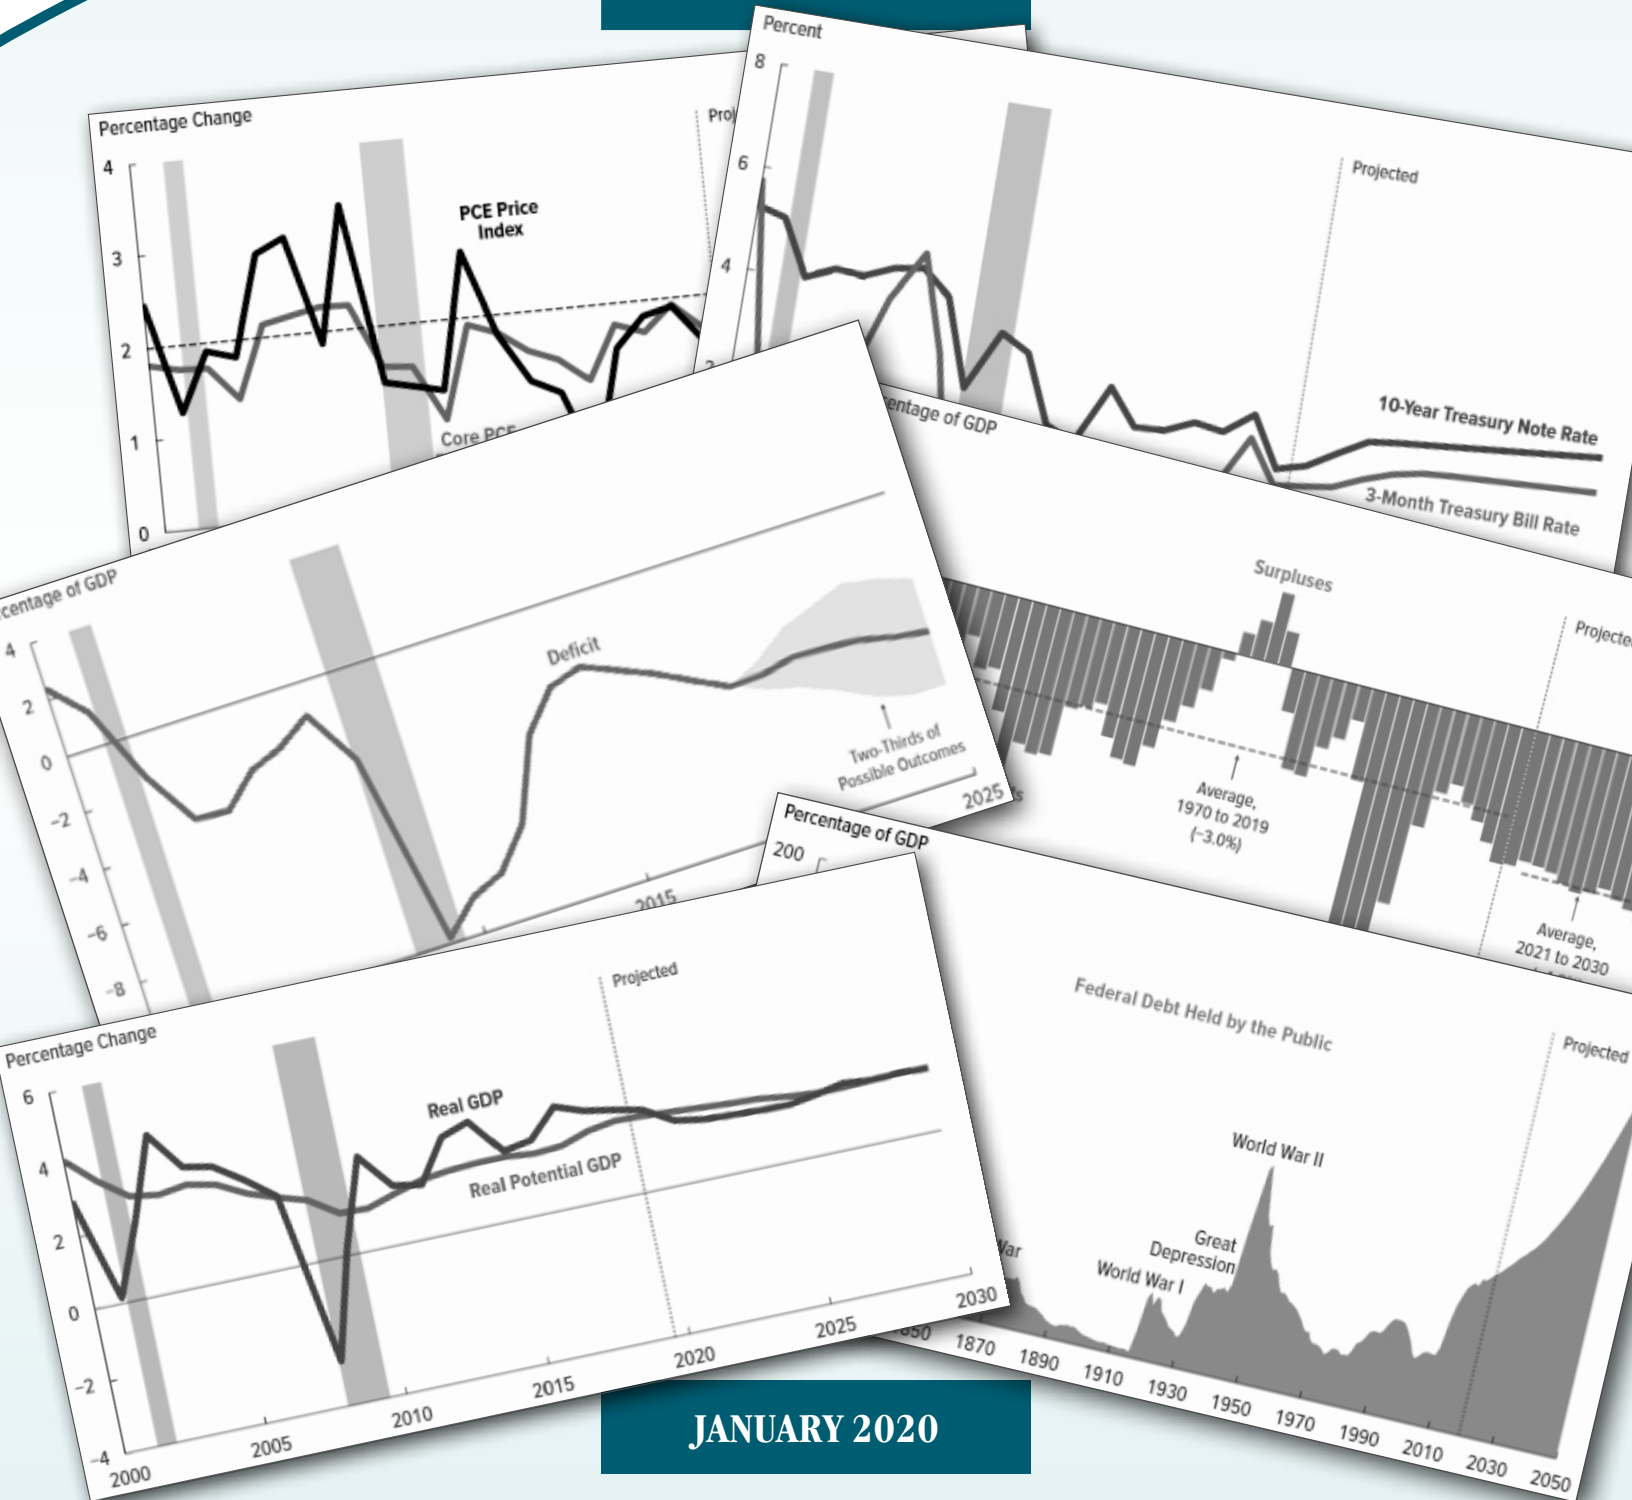 Percentage Change
4
3
2
1
0
PCE Price
Index
Core PCE
Percent
8
6
4
Projected
10-Year Treasury Note Rate
3-Month Treasury Bill Rate
of GDP
4
2
0
−2
−4
−6
−8
Deficit
Two-Thirds of
Possible Outcomes
2015
2025
of GDP
Surpluses
Projected
Average,
1970 to 2019
(−3.0%)
Average,
2021 to 2030
Percentage Change
6
4
2
0
−2
−4
2000
2005
2010
2015
2020
2025
2030
Real GDP
Real Potential GDP
Projected
Percentage of GDP
200
Federal Debt Held by the Public
Projected
World War II
Great
Depression
World War I
War
1870
1890
1910
1930
1950
1970
1990
2010
2030
2050
JANUARY 2020